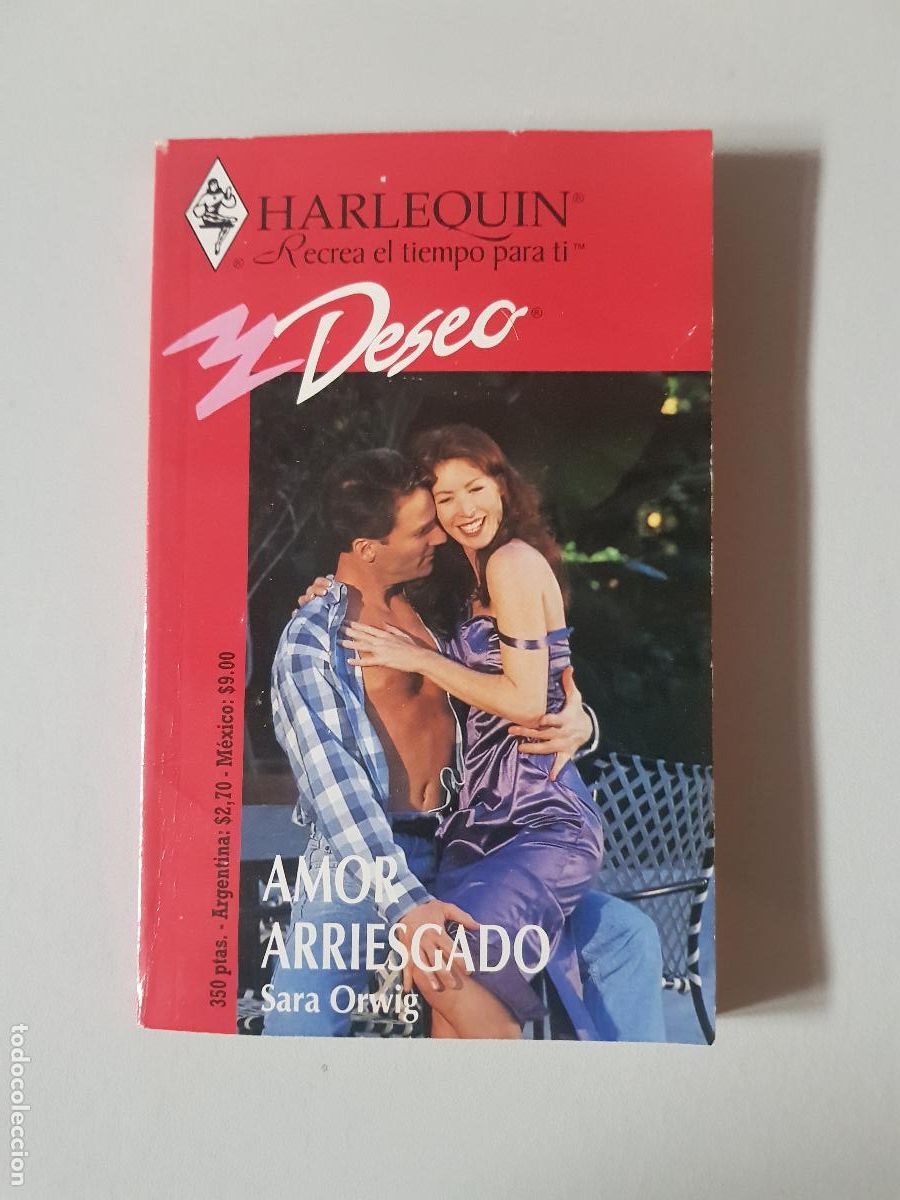 HARLEQUIN®
® Recrea el tiempo para ti™
Deseo®
350 ptas. - Argentina: $2,70 - México: $9.00
AMOR
ARRIESGADO
Sara Orwig
todocoleccion